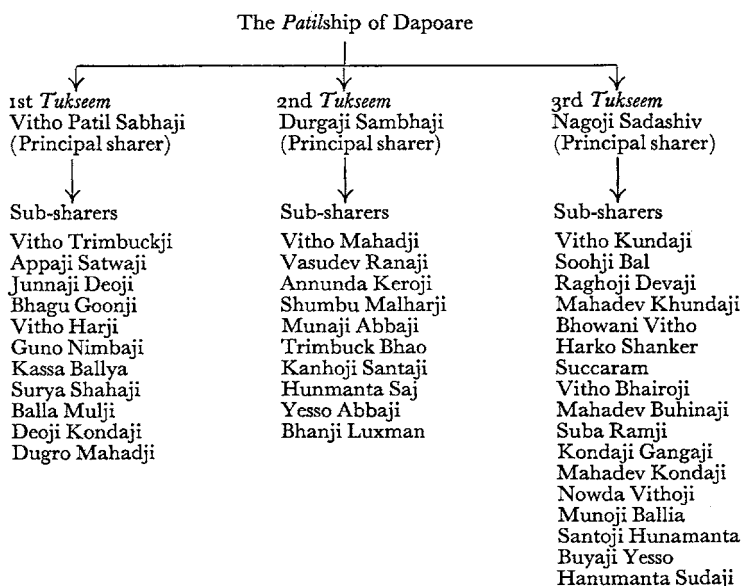 The Patilship of Dapoare
1st Tukseem
Vitho Patil Sabhaji
(Principal sharer)
Sub-sharers
Vitho Trimbuckji
Appaji Satwaji
Junnaji Deoji
Bhagu Goonji
Vitho Harji
Guno Nimbaji
Kassa Ballya
Surya Shahaji
Balla Mulji
Deoji Kondaji
Dugro Mahadji
2nd Tukseem
Durgaji Sambhaji
(Principal sharer)
Sub-sharers
Vitho Mahadji
Vasudev Ranaji
Annunda Keroji
Shumbu Malharji
Munaji Abbaji
Trimbuck Bhao
Kanhoji Santaji
Hunmanta Saj
Yesso Abbaji
Bhanji Luxman
3rd Tukseem
Nagoji Sadashiv
(Principal sharer)
Sub-sharers
Vitho Kundaji
Soohji Bal
Raghoji Devaji
Mahadev Khundaji
Bhowani Vitho
Harko Shanker
Succaram
Vitho Bhairoji
Mahadev Buhinaji
Suba Ramji
Kondaji Gangaji
Mahadev Kondaji
Nowda Vithoji
Munoji Ballia
Santoji Hunamanta
Buyaji Yesso
Hanumanta Sudaji